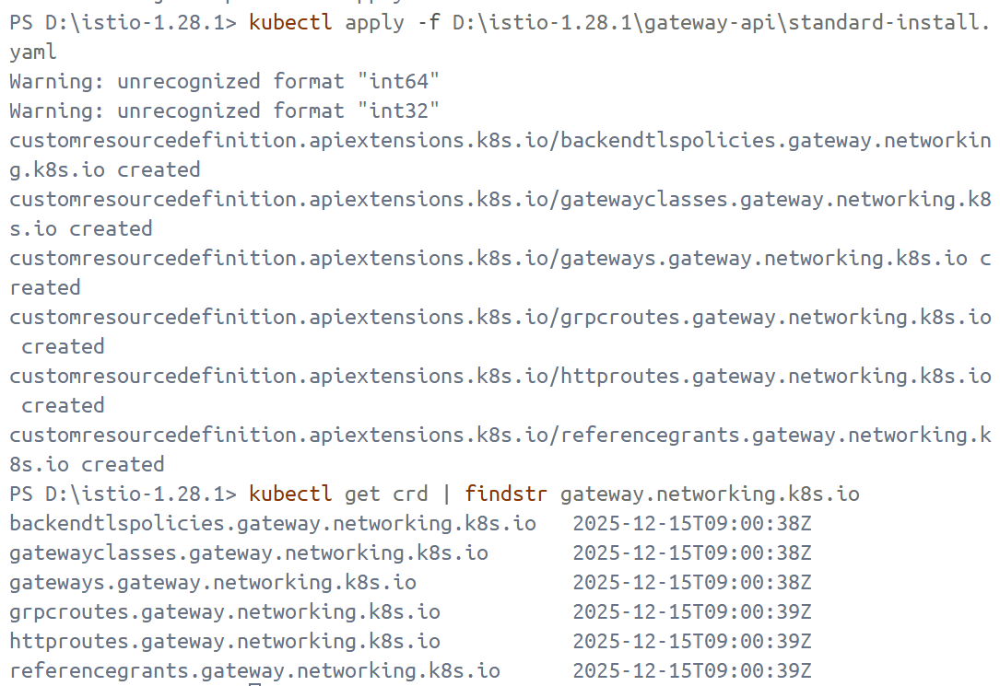 PS D:\istio-1.28.1> kubectl apply -f D:\istio-1.28.1\gateway-api\standard-install.
yaml
Warning: unrecognized format "int64"
Warning: unrecognized format "int32"
customresourcedefinition.apiextensions.k8s.io/backendtlspolicies.gateway.networkin
g.k8s.io created
customresourcedefinition.apiextensions.k8s.io/gatewayclasses.gateway.networking.k8
s.io created
customresourcedefinition.apiextensions.k8s.io/gateways.gateway.networking.k8s.io c
reated
customresourcedefinition.apiextensions.k8s.io/grpcroutes.gateway.networking.k8s.io
 created
customresourcedefinition.apiextensions.k8s.io/httproutes.gateway.networking.k8s.io
 created
customresourcedefinition.apiextensions.k8s.io/referencegrants.gateway.networking.k
8s.io created
PS D:\istio-1.28.1> kubectl get crd | findstr gateway.networking.k8s.io
backendtlspolicies.gateway.networking.k8s.io   2025-12-15T09:00:38Z
gatewayclasses.gateway.networking.k8s.io       2025-12-15T09:00:38Z
gateways.gateway.networking.k8s.io             2025-12-15T09:00:38Z
grpcroutes.gateway.networking.k8s.io           2025-12-15T09:00:39Z
httproutes.gateway.networking.k8s.io           2025-12-15T09:00:39Z
referencegrants.gateway.networking.k8s.io      2025-12-15T09:00:39Z